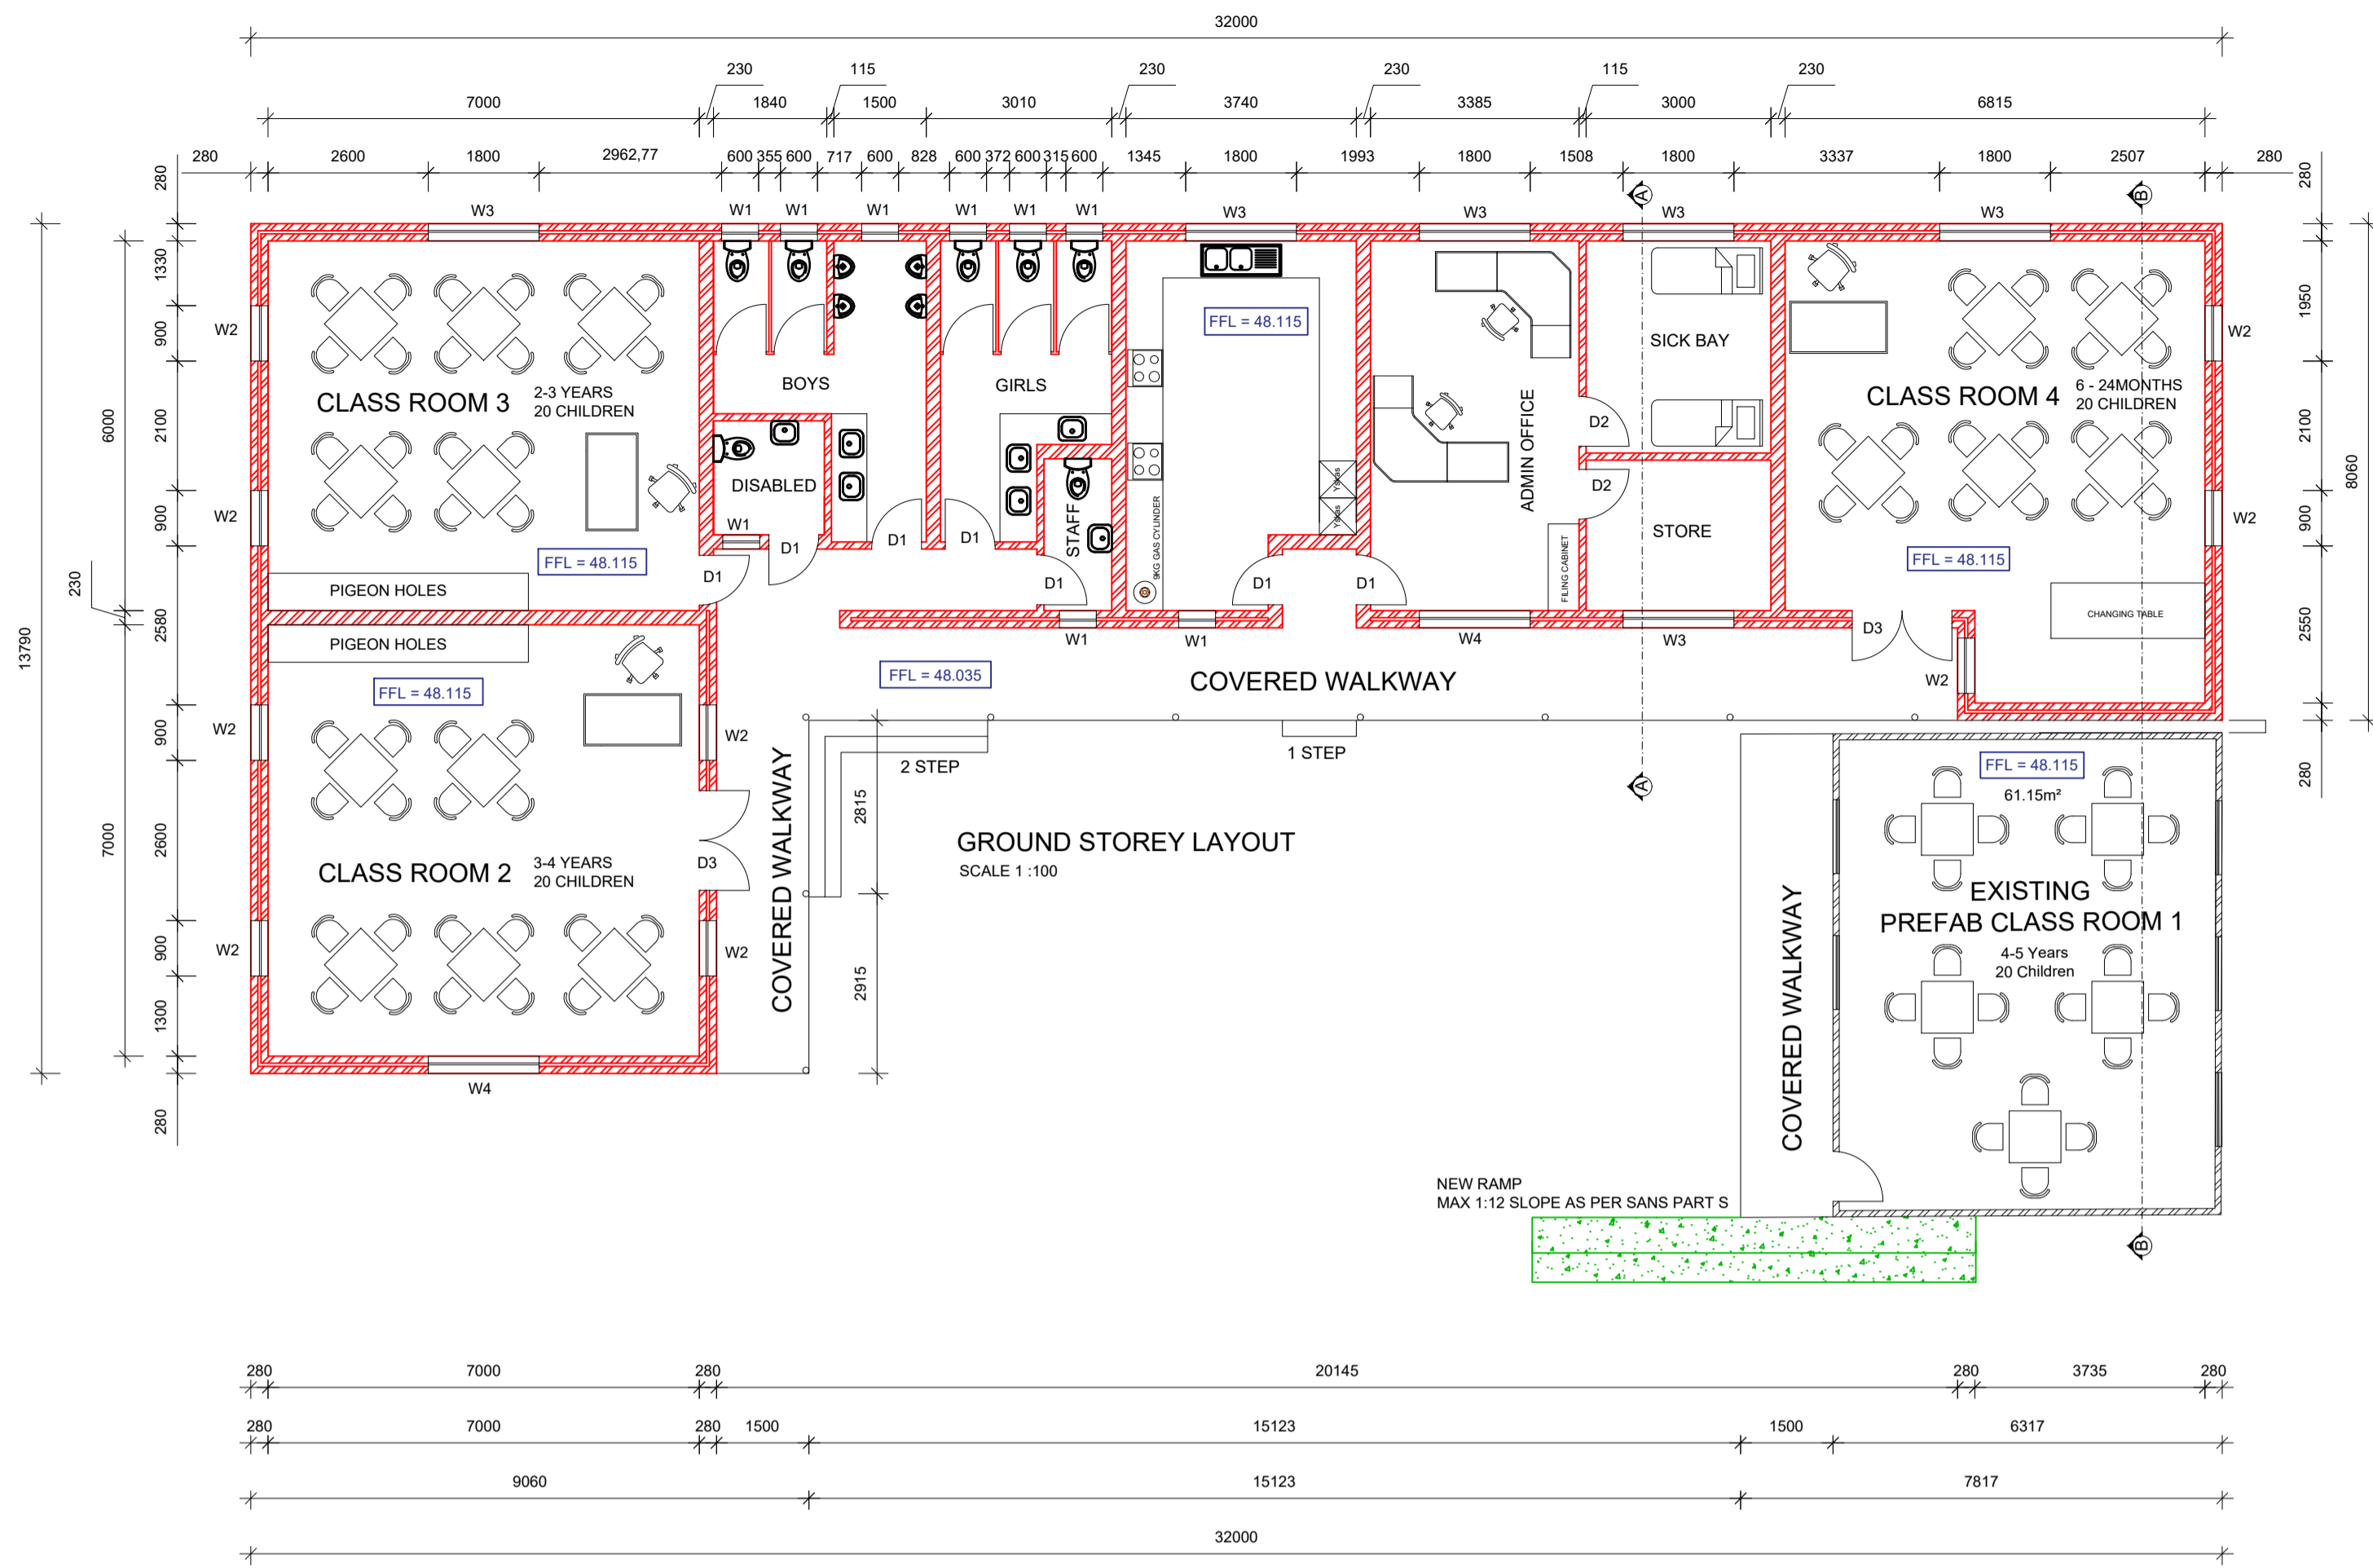 32000
230
115
230
230
115
230
7000
1840
1500
3010
3740
3385
3000
6815
280
2600
1800
2962,77
600
355
600
717
600
828
600
372
600
315
600
1345
1800
1993
1800
1508
1800
3337
1800
2507
280
280
280
W3
W1
W1
W1
W1
W1
W1
W3
W3
W3
W3
A
B
1330
900
2100
900
2580
900
2600
900
1300
280
6000
230
7000
13790
1950
2100
900
2550
280
8060
W2
W2
W2
W2
CLASS ROOM 3
2-3 YEARS
20 CHILDREN
FFL = 48.115
PIGEON HOLES
PIGEON HOLES
FFL = 48.115
CLASS ROOM 2
3-4 YEARS
20 CHILDREN
W4
W2
W2
D3
D1
BOYS
GIRLS
DISABLED
W1
D1
D1
D1
STAFF
D1
W1
W1
FFL = 48.115
9KG GAS CYLINDER
Yskas
Yskas
D1
D1
ADMIN OFFICE
FILING CABINET
D2
D2
SICK BAY
STORE
W4
W3
CLASS ROOM 4
6 - 24MONTHS
20 CHILDREN
FFL = 48.115
CHANGING TABLE
W2
W2
W2
D3
FFL = 48.035
COVERED WALKWAY
2 STEP
1 STEP
COVERED WALKWAY
2815
2915
A
GROUND STOREY LAYOUT
SCALE 1 :100
FFL = 48.115
61.15m²
EXISTING
PREFAB CLASS ROOM 1
4-5 Years
20 Children
COVERED WALKWAY
NEW RAMP
MAX 1:12 SLOPE AS PER SANS PART S
B
280
7000
280
20145
280
3735
280
280
7000
280
1500
15123
1500
6317
9060
15123
7817
32000